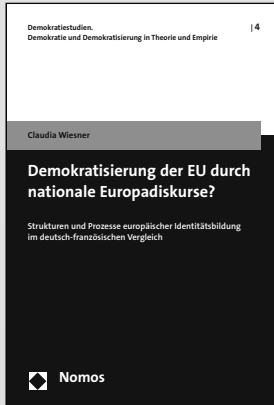 Demokratiestudien.
Demokratie und Demokratisierung in Theorie und Empirie | 4
Claudia Wiesner
Demokratisierung der EU durch
nationale Europadiskurse?
Strukturen und Prozesse europäischer Identitätsbildung
im deutsch-französischen Vergleich
Nomos